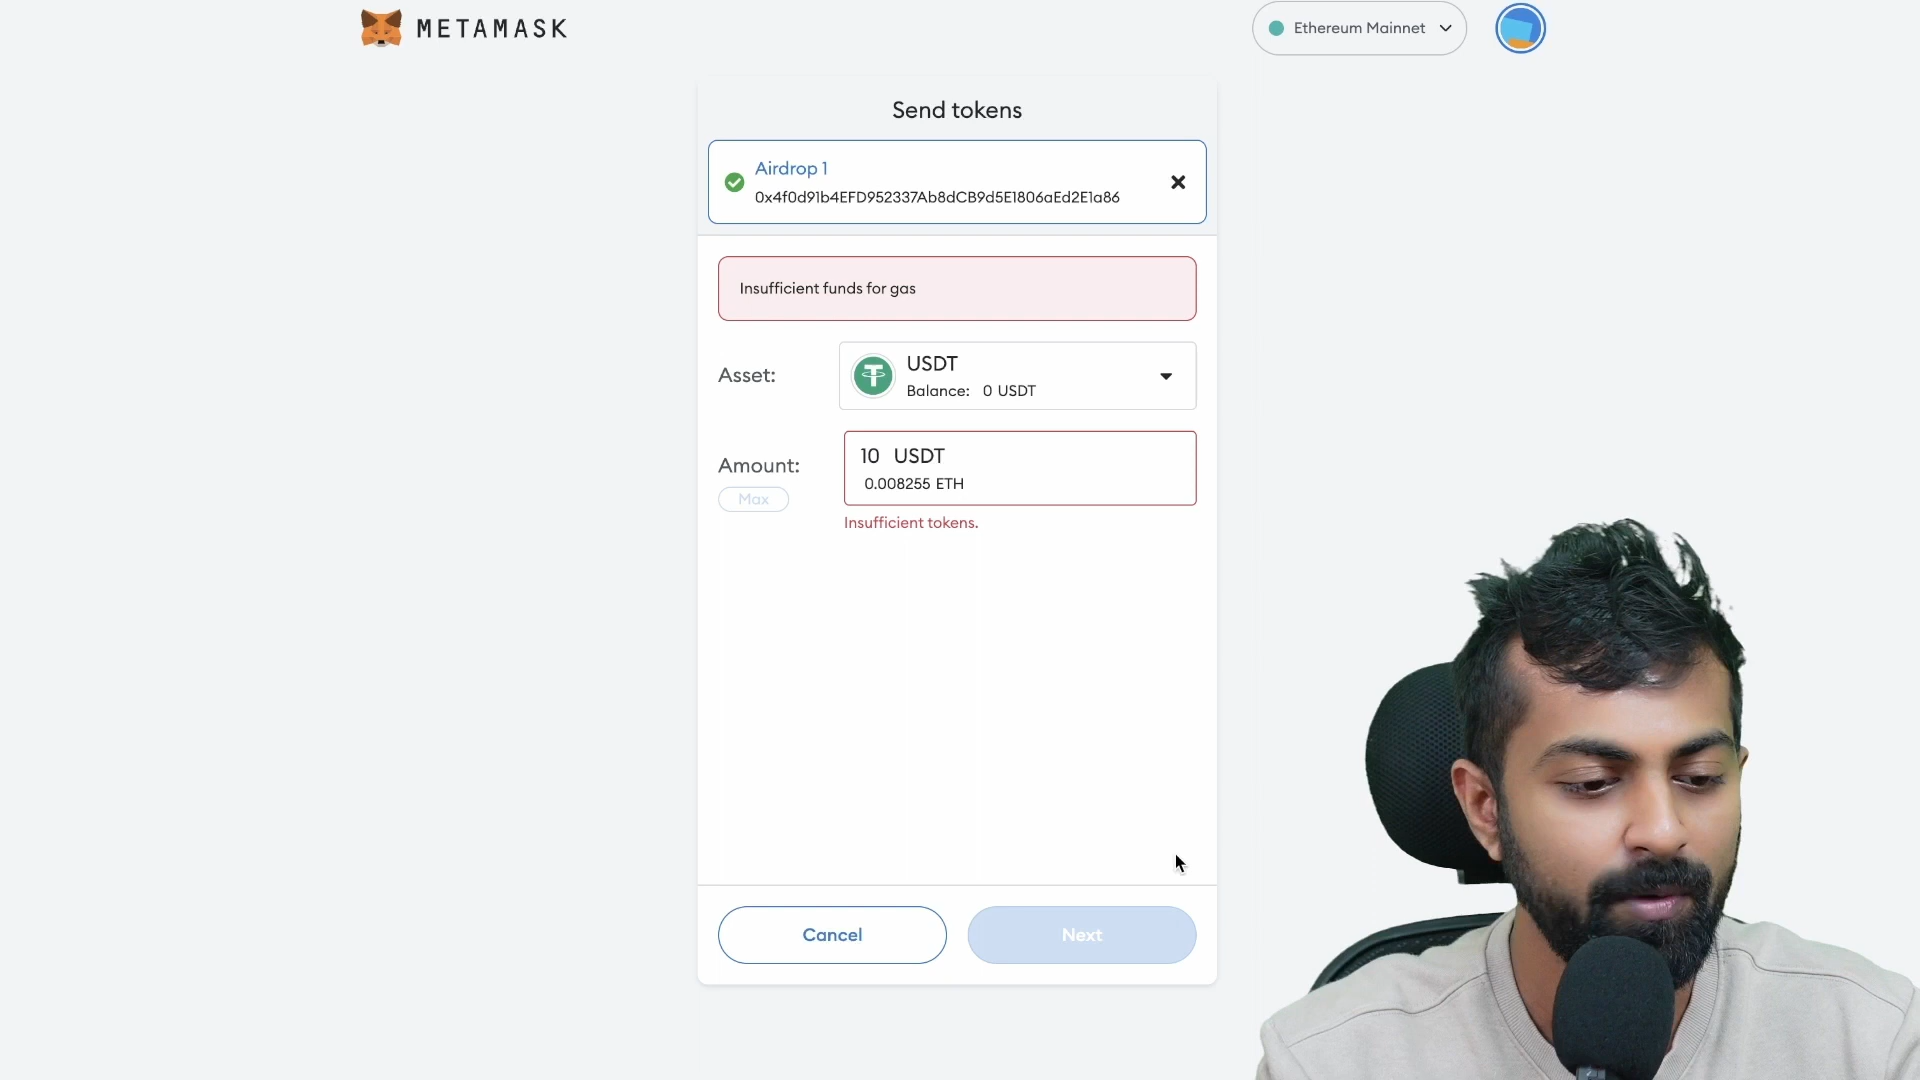 METAMASK
Ethereum Mainnet
Send tokens
Airdrop 1
0x4f0d91b4EFD952337Ab8dCB9d5E1806aEd2E1a86
Insufficient funds for gas
Asset:
USDT
Balance: 0 USDT
Amount:
Max
10 USDT
0.008255 ETH
Insufficient tokens.
Cancel
Next